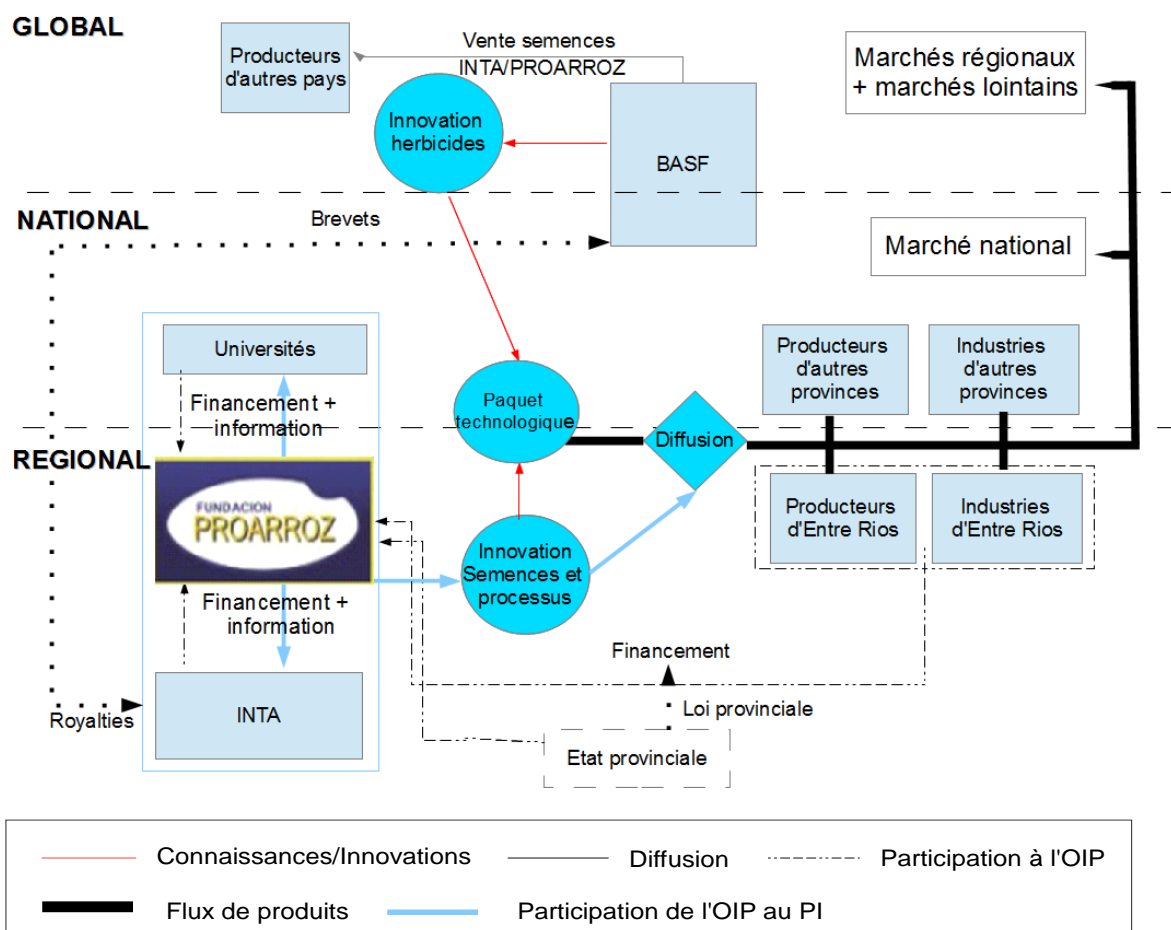 GLOBAL
Producteurs
d'autres pays
Vente semences
INTA/PROARROZ
Innovation
herbicides
BASF
Marchés régionaux
+ marchés lointains
NATIONAL
Brevets
Marché national
Universités
Financement +
information
Paquet
technologique
Diffusion
Producteurs
d'autres
provinces
Industries
d'autres
provinces
REGIONAL
FUNDACION
PROARROZ
Innovation
Semences et
processus
Producteurs
d'Entre Rios
Industries
d'Entre Rios
Financement +
information
Financement
Royalties
INTA
Loi provinciale
Etat provinciale
Connaissances/Innovations
Diffusion
Participation à l'OIP
Flux de produits
Participation de l'OIP au PI